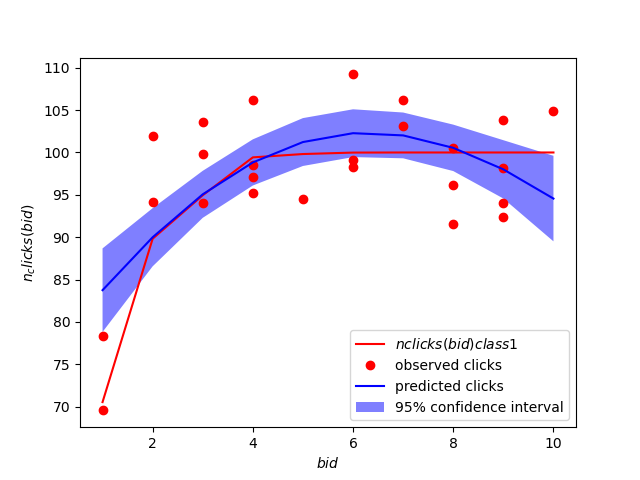 110
105
100
95
90
85
80
75
70
n_clicks(bid)
nclicks(bid)class1
observed clicks
predicted clicks
95% confidence interval
2 4 6 8 10
bid